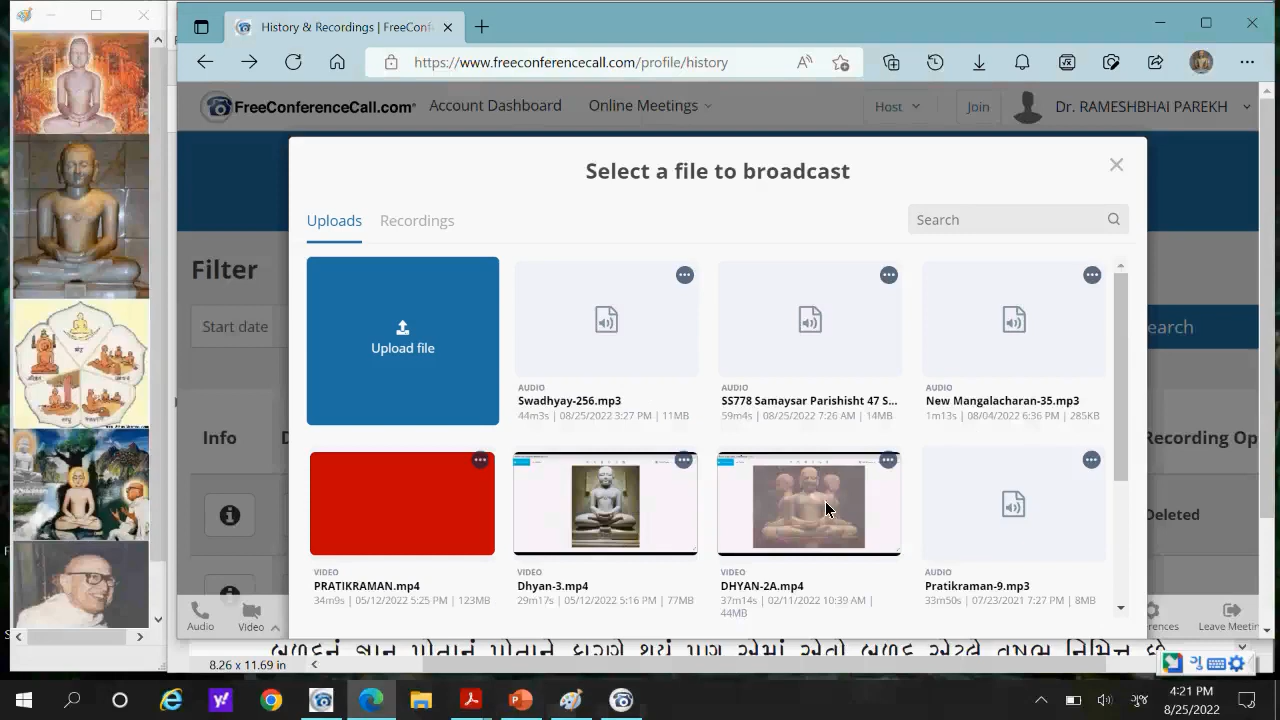 History & Recordings | FreeConf
https://www.freeconferencecall.com/profile/history
FreeConferenceCall.com
Account Dashboard
Online Meetings
Host
Join
Dr. RAMESHBHAI PAREKH
Select a file to broadcast
Uploads
Recordings
Search
Filter
Start date
earch
Upload file
AUDIO
Swadhyay-256.mp3
44m3s | 08/25/2022 3:27 PM | 11MB
AUDIO
SS778 Samaysar Parishisht 47 S...
59m4s | 08/25/2022 7:26 AM | 14MB
AUDIO
New Mangalacharan-35.mp3
1m13s | 08/04/2022 6:36 PM | 285KB
Info
D
Recording Op
Deleted
VIDEO
PRATIKRAMAN.mp4
34m9s | 05/12/2022 5:25 PM | 123MB
VIDEO
Dhyan-3.mp4
29m17s | 05/12/2022 5:16 PM | 77MB
VIDEO
DHYAN-2A.mp4
37m14s | 02/11/2022 10:39 AM |
44MB
AUDIO
Pratikraman-9.mp3
33m50s | 07/23/2021 7:27 PM | 8MB
Audio
Video
rences
Leave Meetin
8.26 x 11.69 in
4:21 PM
8/25/2022